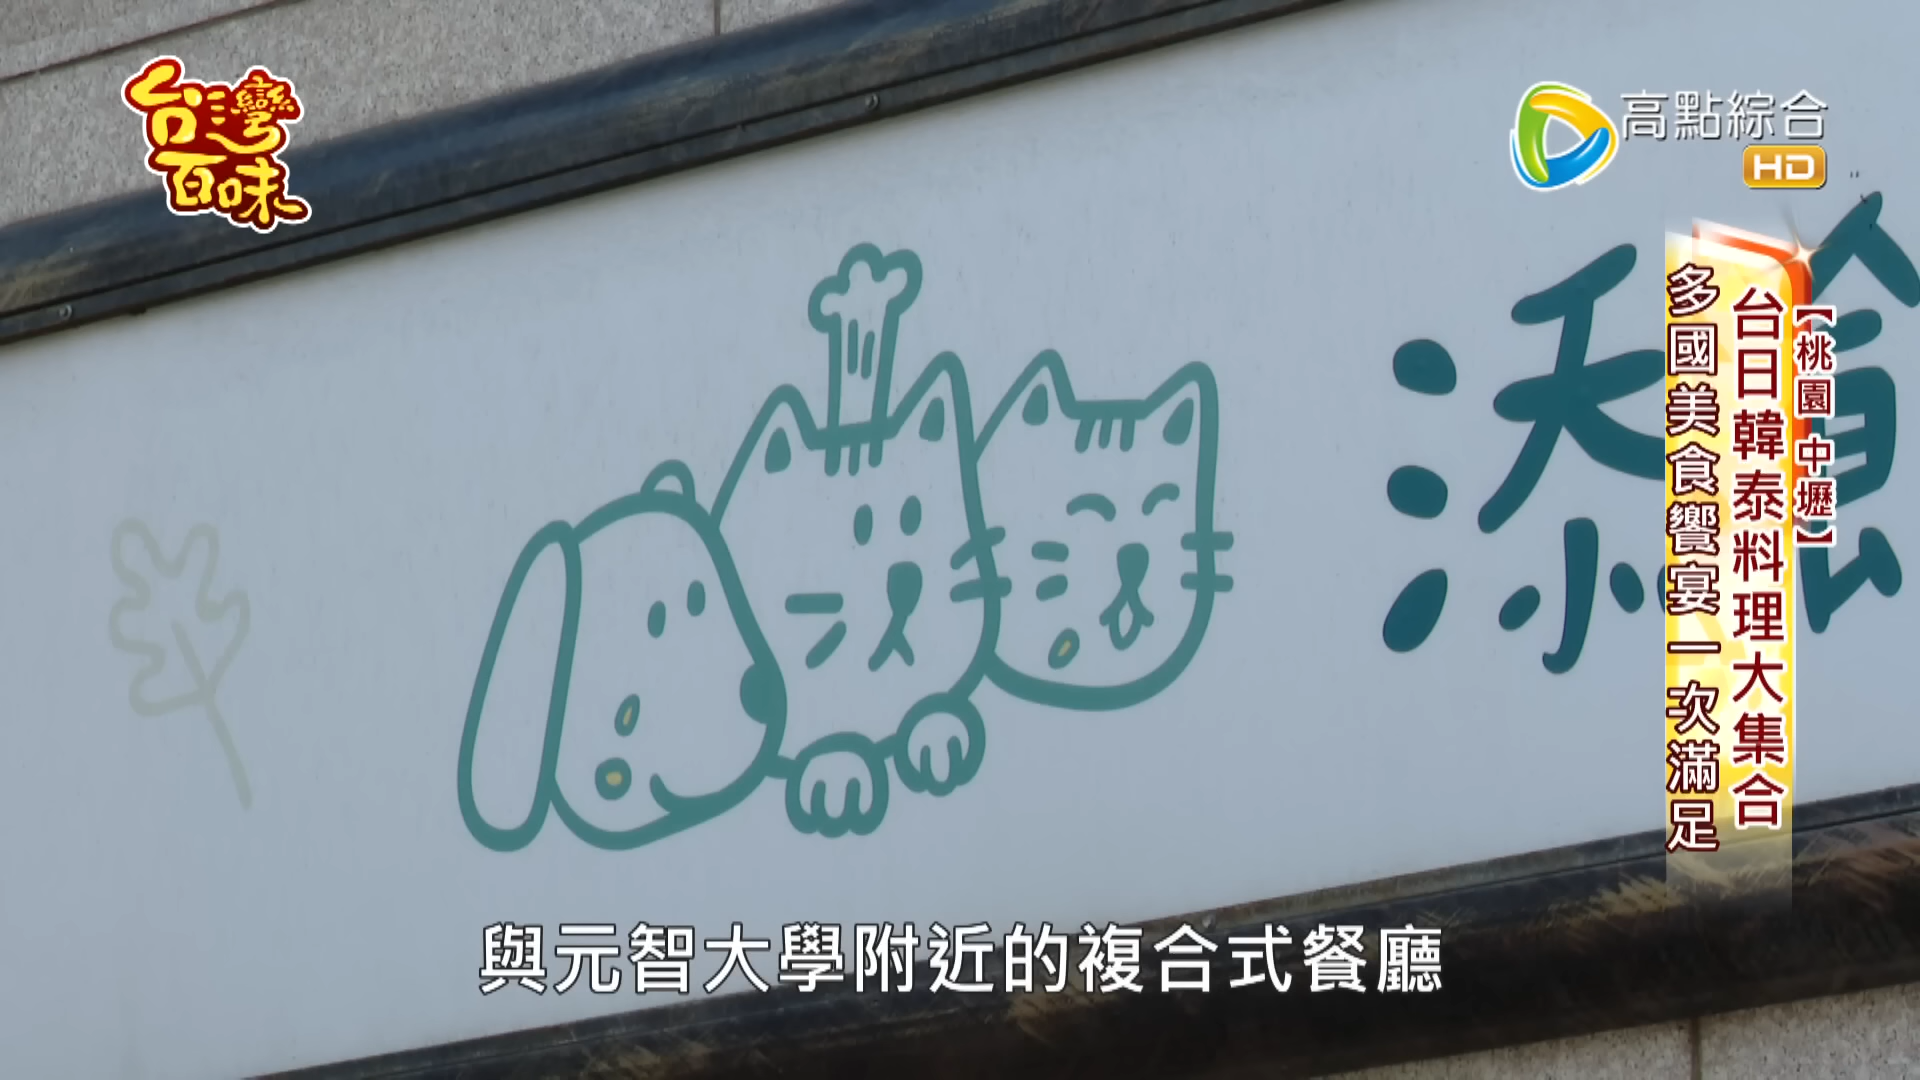 台灣
百味
高點綜合
HD
【桃園 中壢】
台日韓泰料理大集合
多國美食饗宴一次滿足
添
與元智大學附近的複合式餐廳